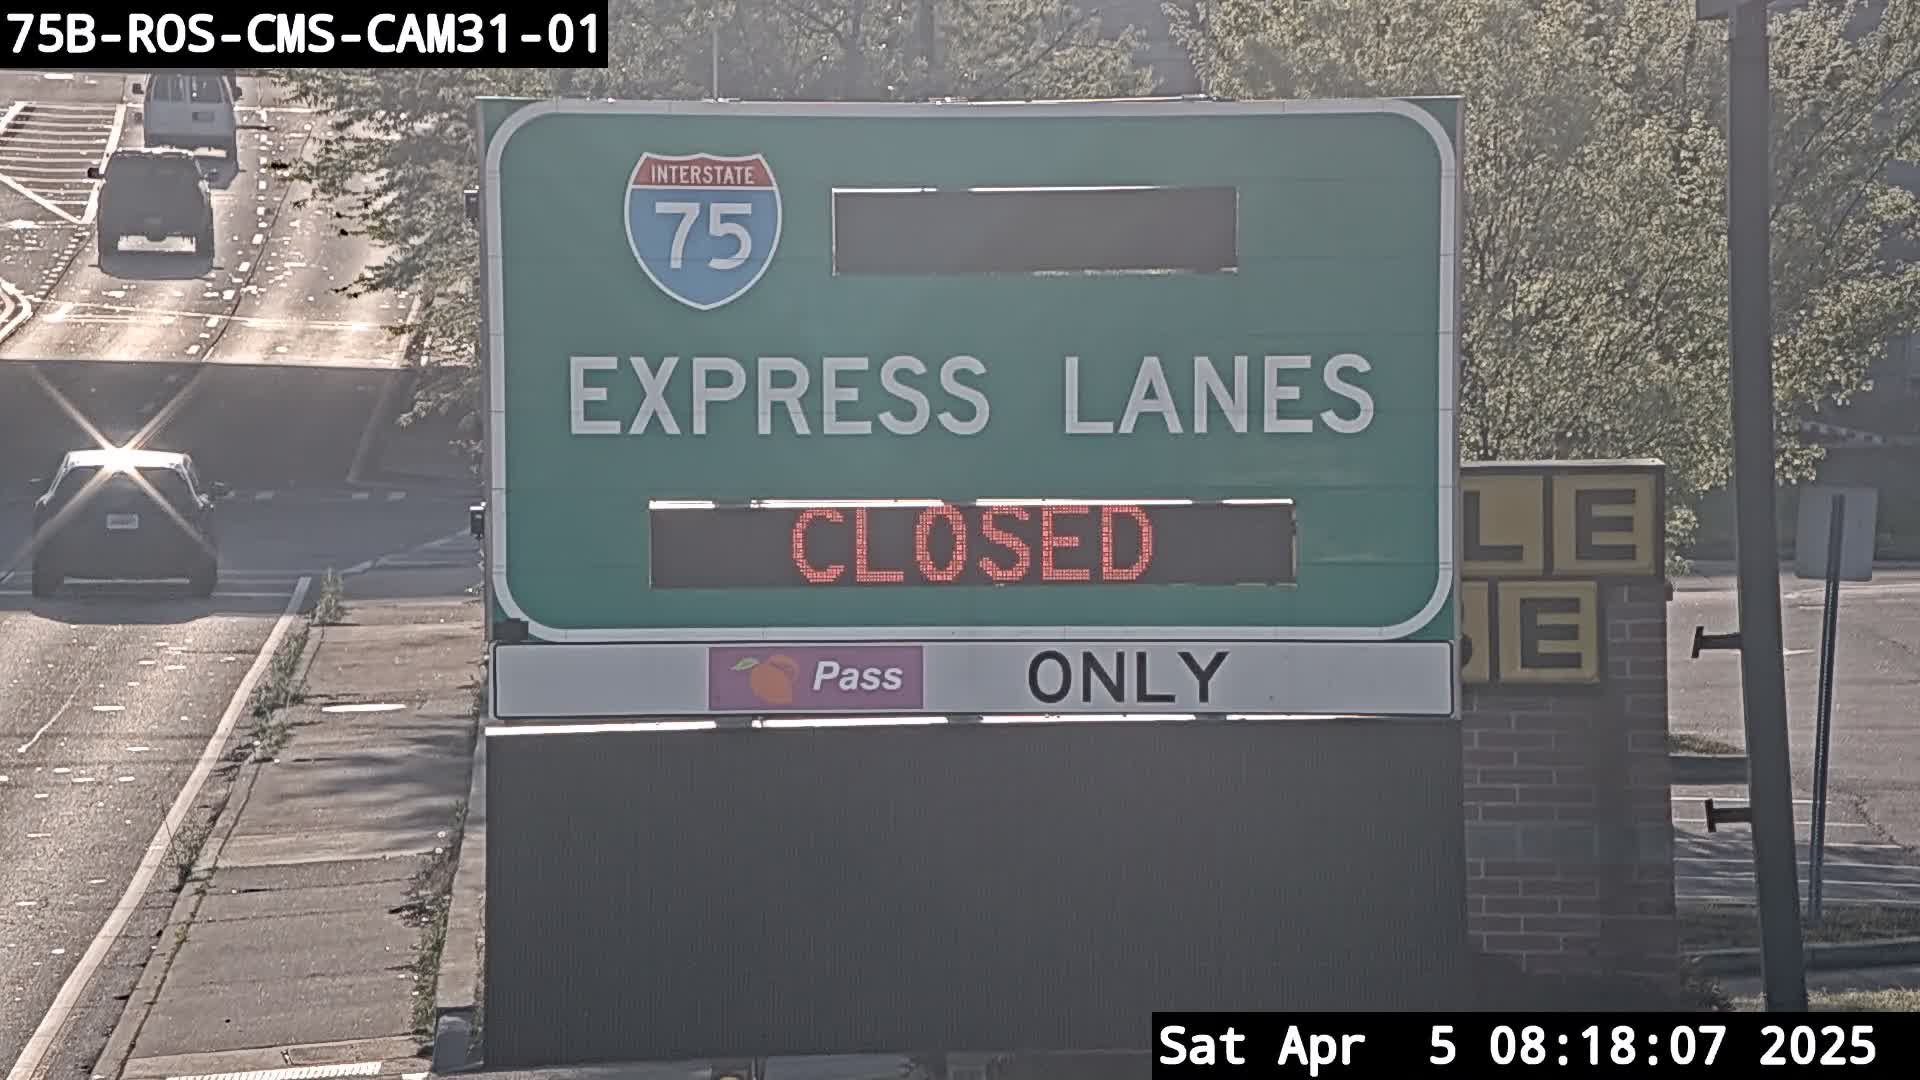 75B-ROS-CMS-CAM31-01
INTERSTATE
75
EXPRESS LANES
CLOSED
Pass ONLY
LE
E
Sat Apr 5 08:18:07 2025